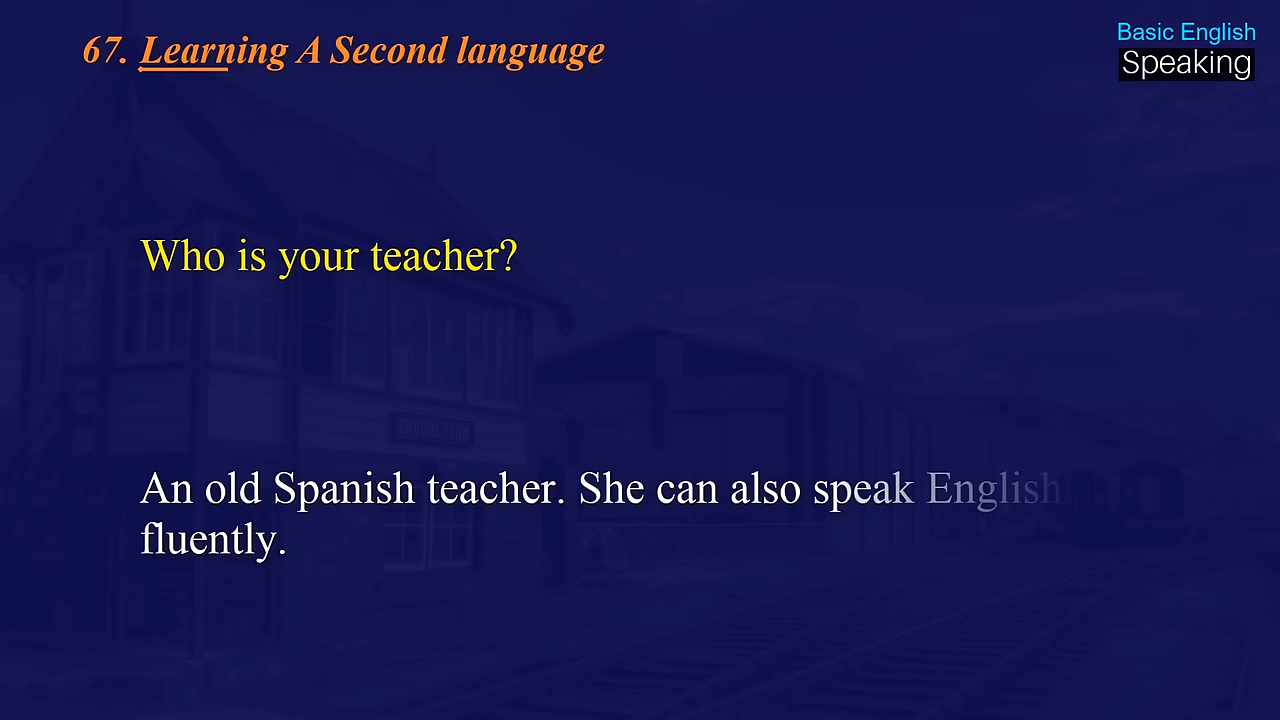 67. Learning A Second language
Basic English
Speaking
Who is your teacher?
CHEDDLETON
An old Spanish teacher. She can also speak English
fluently.